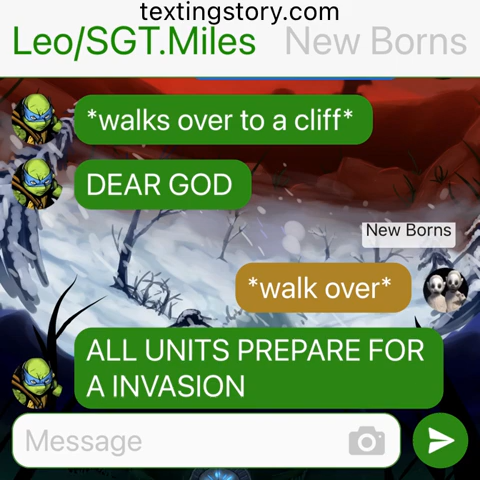 textingstory.com
Leo/SGT.Miles New Borns
*walks over to a cliff*
DEAR GOD
New Borns
*walk over*
ALL UNITS PREPARE FOR
A INVASION
Message